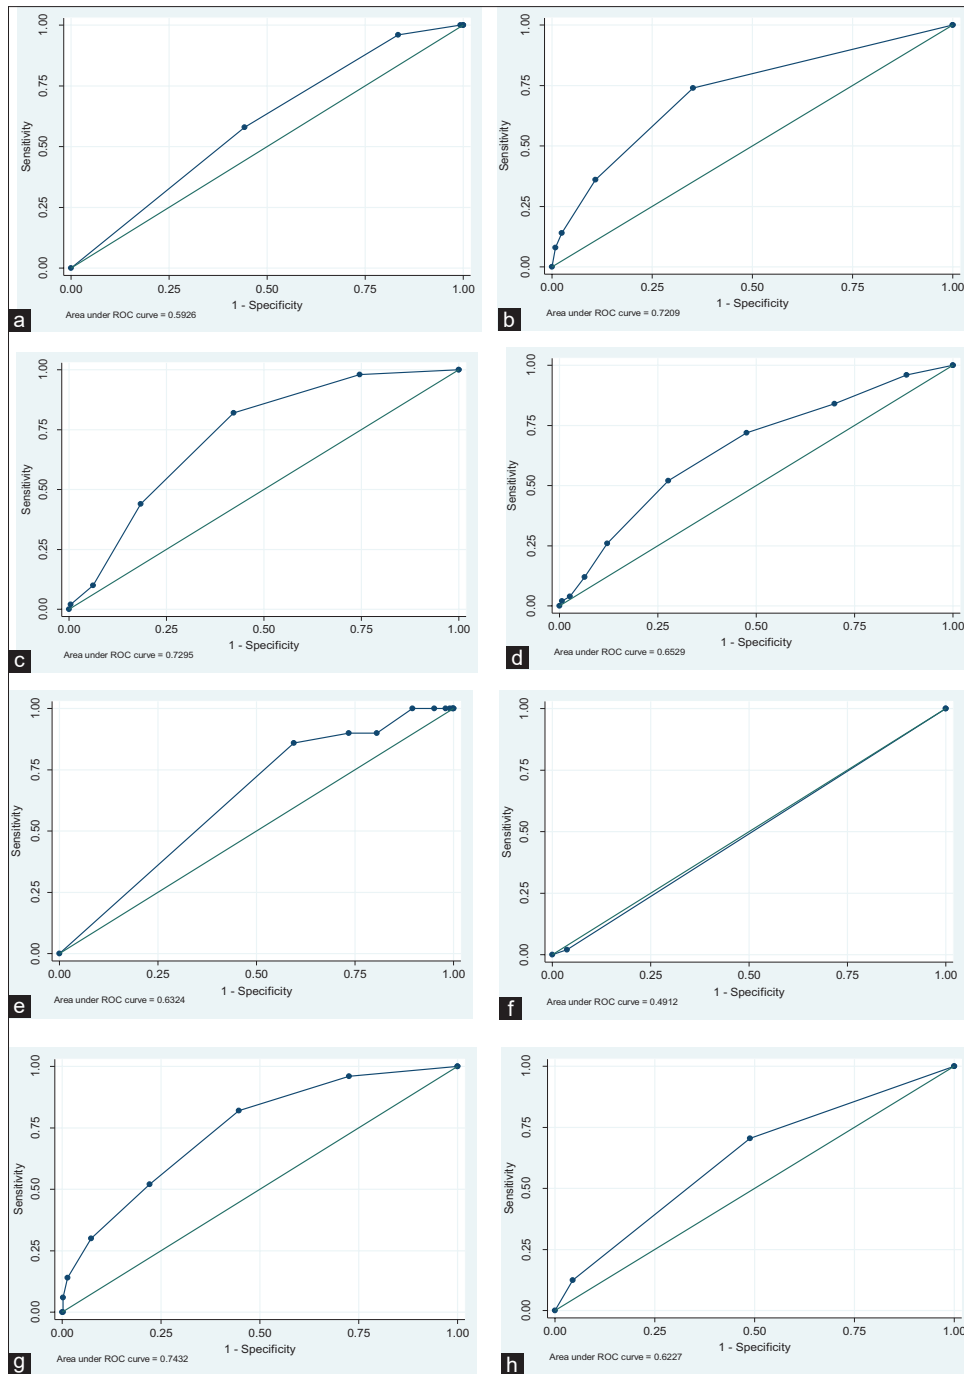 1.00
0.75
0.50
0.25
0.00
Sensitivity
0.00 0.25 0.50 0.75 1.00
1 - Specificity
Area under ROC curve = 0.5926
a
1.00
0.75
0.50
0.25
0.00
Sensitivity
0.00 0.25 0.50 0.75 1.00
1 - Specificity
Area under ROC curve = 0.7209
b
1.00
0.75
0.50
0.25
0.00
Sensitivity
0.00 0.25 0.50 0.75 1.00
1 - Specificity
Area under ROC curve = 0.7295
c
1.00
0.75
0.50
0.25
0.00
Sensitivity
0.00 0.25 0.50 0.75 1.00
1 - Specificity
Area under ROC curve = 0.6529
d
1.00
0.75
0.50
0.25
0.00
Sensitivity
0.00 0.25 0.50 0.75 1.00
1 - Specificity
Area under ROC curve = 0.6324
e
1.00
0.75
0.50
0.25
0.00
Sensitivity
0.00 0.25 0.50 0.75 1.00
1 - Specificity
Area under ROC curve = 0.4912
f
1.00
0.75
0.50
0.25
0.00
Sensitivity
0.00 0.25 0.50 0.75 1.00
1 - Specificity
Area under ROC curve = 0.7432
g
1.00
0.75
0.50
0.25
0.00
Sensitivity
0.00 0.25 0.50 0.75 1.00
1 - Specificity
Area under ROC curve = 0.6227
h